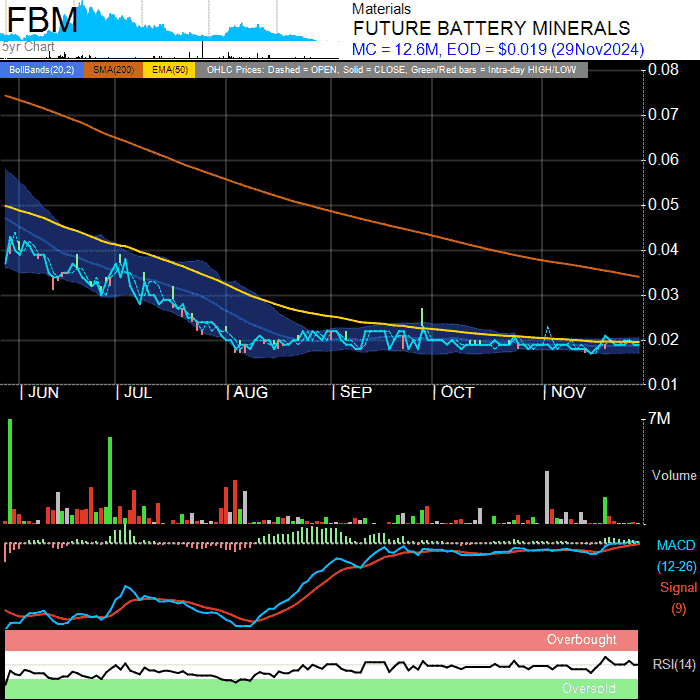 FBM
5yr Chart
Materials
FUTURE BATTERY MINERALS
MC = 12.6M, EOD = $0.019 (29Nov2024)
BollBands(20,2) SMA(200) EMA(50) OHLC Prices: Dashed = OPEN, Solid = CLOSE, Green/Red bars = Intra-day HIGH/LOW
0.08
0.07
0.06
0.05
0.04
0.03
0.02
0.01
| JUN | JUL | AUG | SEP | OCT | NOV
7M
Volume
MACD
(12-26)
Signal
(9)
Overbought
RSI(14)
Oversold